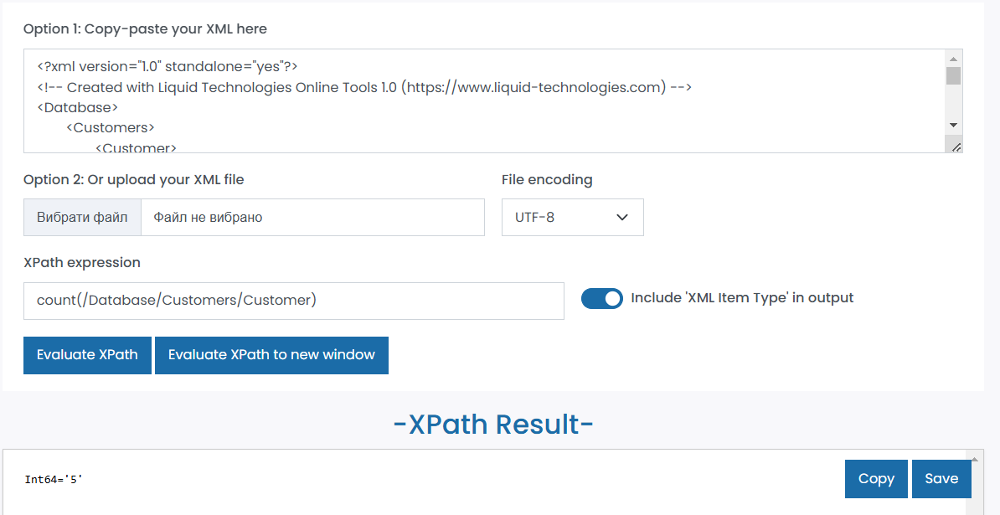 Option 1: Copy-paste your XML here
<?xml version="1.0" standalone="yes"?>
<!-- Created with Liquid Technologies Online Tools 1.0 (https://www.liquid-technologies.com) -->
<Database>
<Customers>
<Customer>
Option 2: Or upload your XML file
File encoding
Вибрати файл
Файл не вибрано
UTF-8
XPath expression
count(/Database/Customers/Customer)
Include 'XML Item Type' in output
Evaluate XPath
Evaluate XPath to new window
-XPath Result-
Int64='5'
Copy
Save